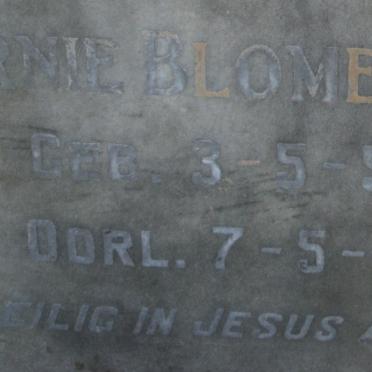 RNIE BLOME
GEB. 3-5-
OORL. 7-5-
EILIG IN JESUS A